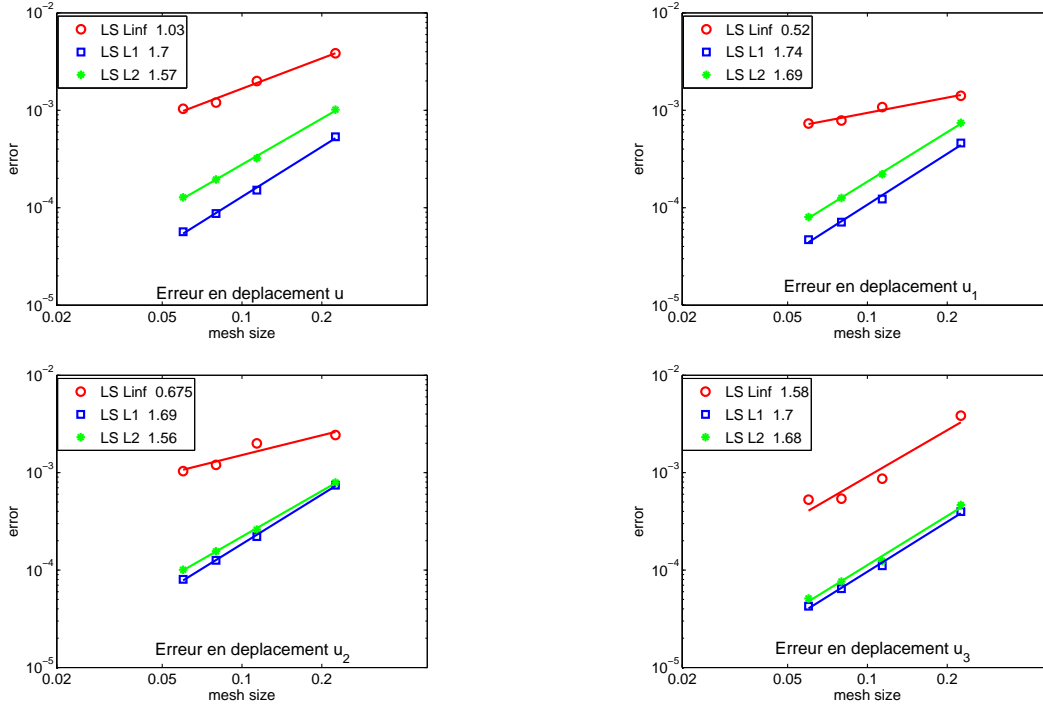 10^−2
LS Linf 1.03
LS L1 1.7
LS L2 1.57
10^−3
error
10^−4
10^−5
Erreur en deplacement u
0.02 0.05 0.1 0.2
mesh size
10^−2
LS Linf 0.52
LS L1 1.74
LS L2 1.69
10^−3
error
10^−4
10^−5
Erreur en deplacement u_1
0.02 0.05 0.1 0.2
mesh size
10^−2
LS Linf 0.675
LS L1 1.69
LS L2 1.56
10^−3
error
10^−4
10^−5
Erreur en deplacement u_2
0.02 0.05 0.1 0.2
mesh size
10^−2
LS Linf 1.58
LS L1 1.7
LS L2 1.68
10^−3
error
10^−4
10^−5
Erreur en deplacement u_3
0.02 0.05 0.1 0.2
mesh size